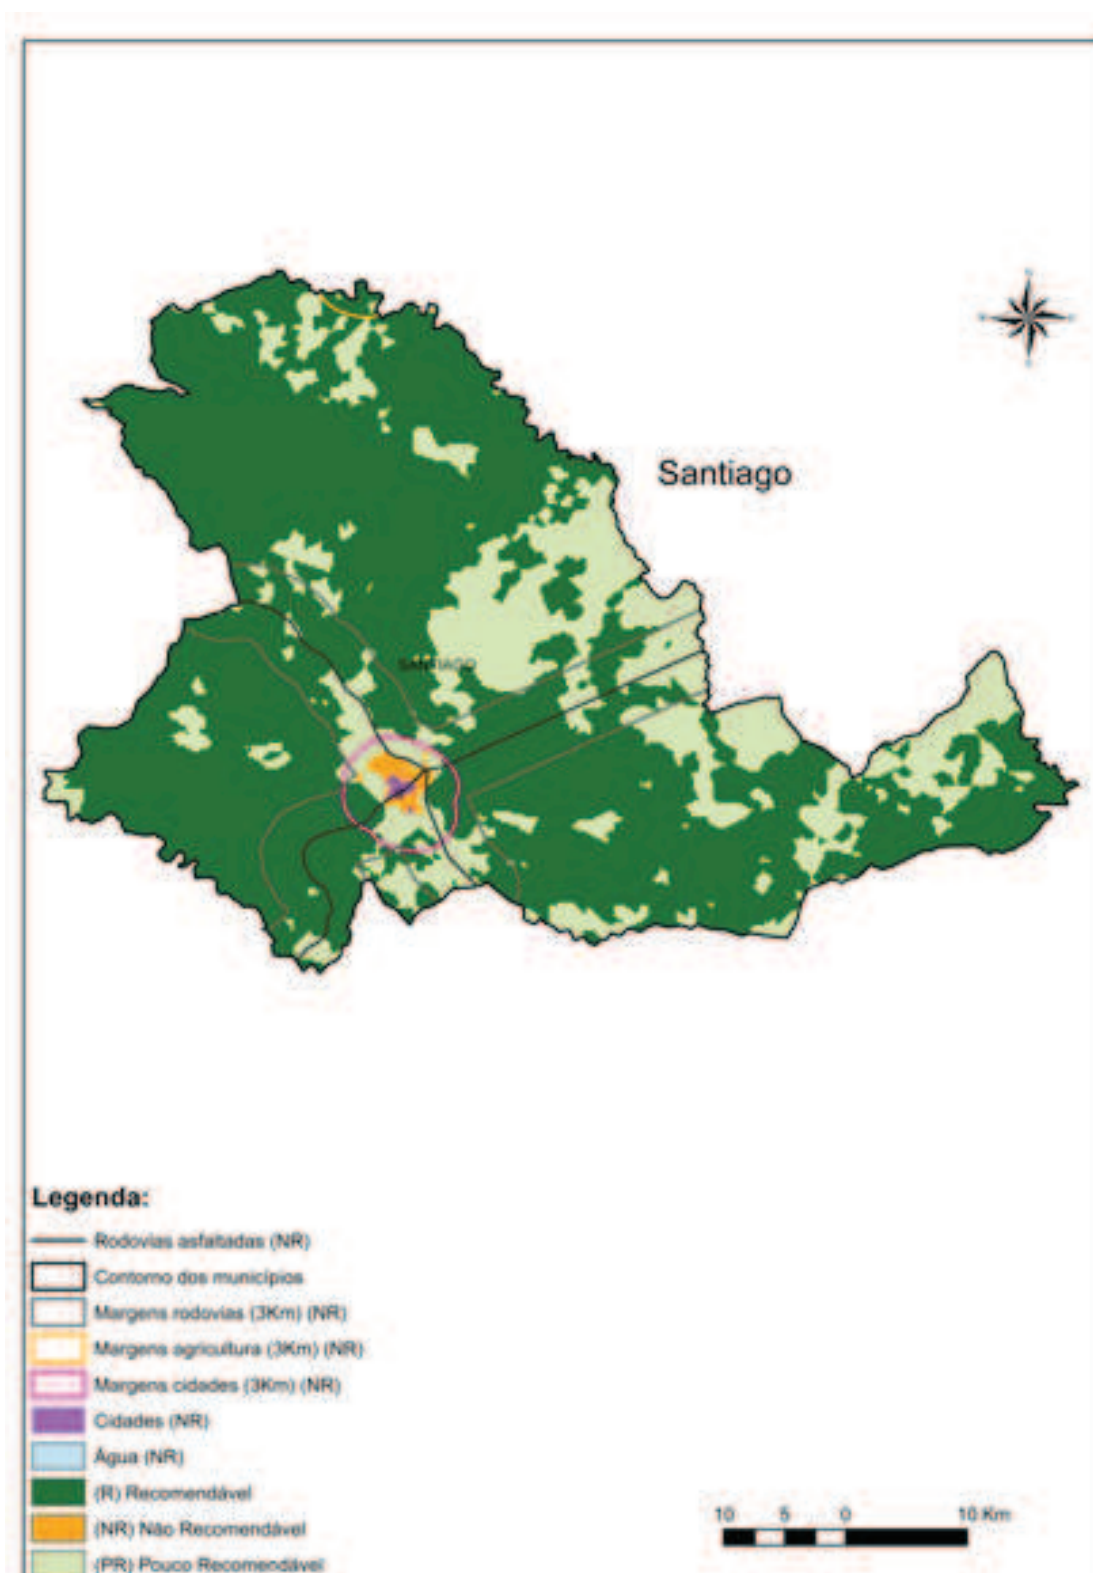 Santiago
SANTIAGO
Legenda:
Rodovias asfaltadas (NR)
Contorno dos municípios
Margens rodovias (3Km) (NR)
Margens agricultura (3Km) (NR)
Margens cidades (3Km) (NR)
Cidades (NR)
Água (NR)
(R) Recomendável
(NR) Não Recomendável
(PR) Pouco Recomendável
10 5 0 10 Km